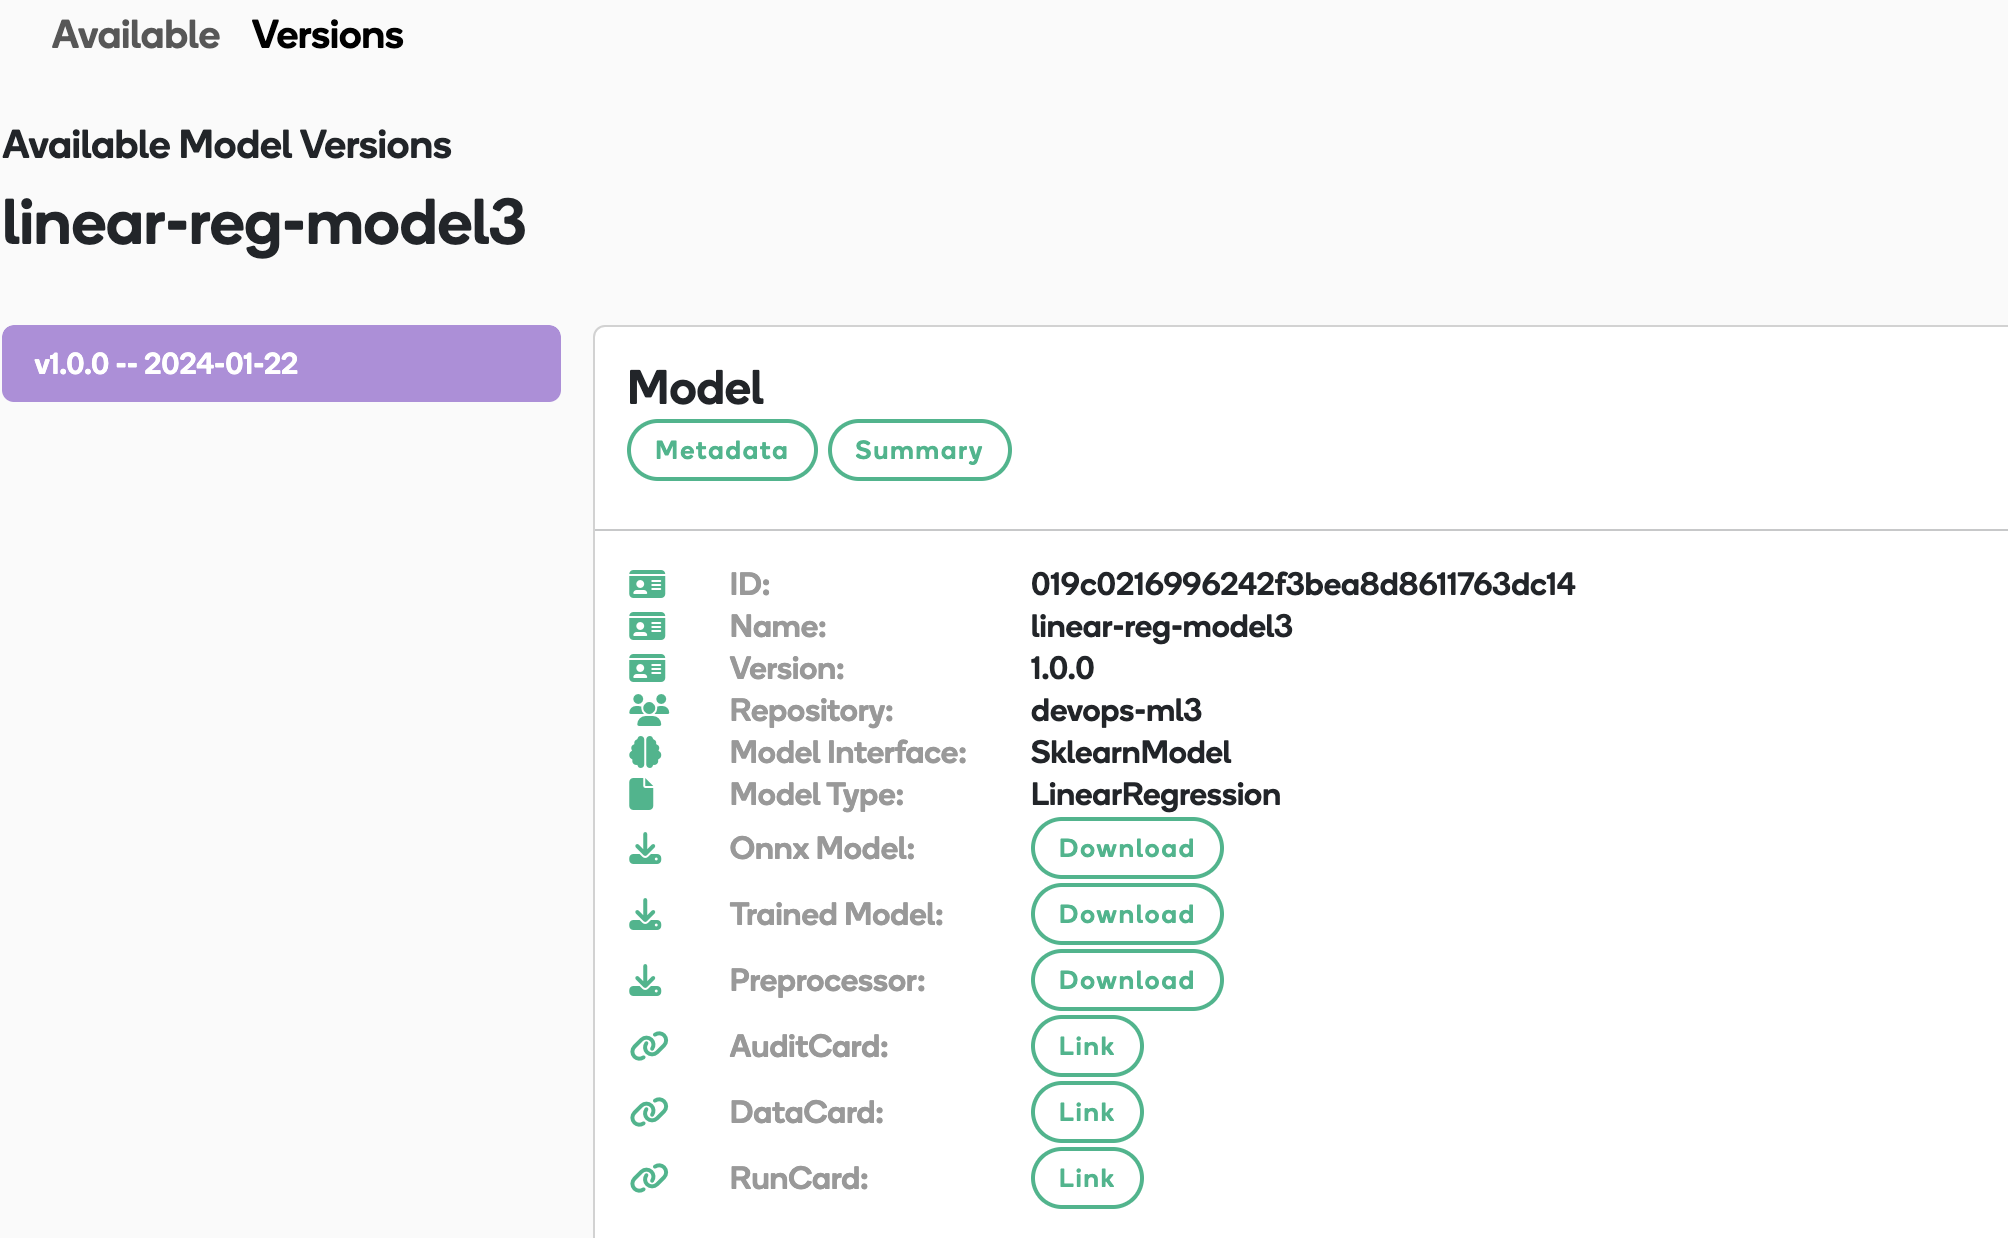 Available Versions
Available Model Versions
linear-reg-model3
v1.0.0 -- 2024-01-22
Model
Metadata Summary
ID: 019c0216996242f3bea8d8611763dc14
Name: linear-reg-model3
Version: 1.0.0
Repository: devops-ml3
Model Interface: SklearnModel
Model Type: LinearRegression
Onnx Model: Download
Trained Model: Download
Preprocessor: Download
AuditCard: Link
DataCard: Link
RunCard: Link